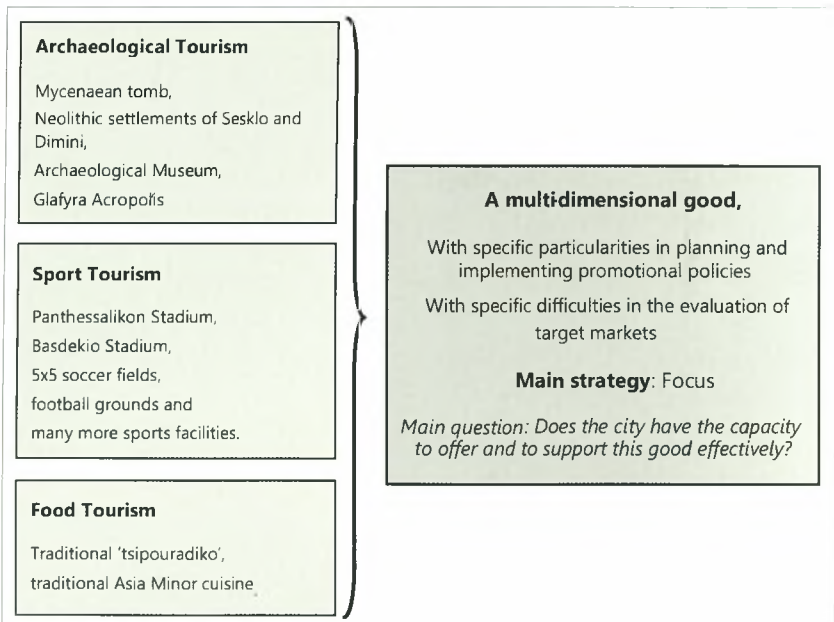 Archaeological Tourism
Mycenaean tomb,
Neolithic settlements of Sesklo and
Dimini,
Archaeological Museum,
Glafyra Acropolis
Sport Tourism
Panthessalikon Stadium,
Basdekio Stadium,
5x5 soccer fields,
football grounds and
many more sports facilities.
Food Tourism
Traditional 'tsipouradiko',
traditional Asia Minor cuisine
A multi-dimensional good,
With specific particularities in planning and
implementing promotional policies
With specific difficulties in the evaluation of
target markets
Main strategy: Focus
Main question: Does the city have the capacity
to offer and to support this good effectively?